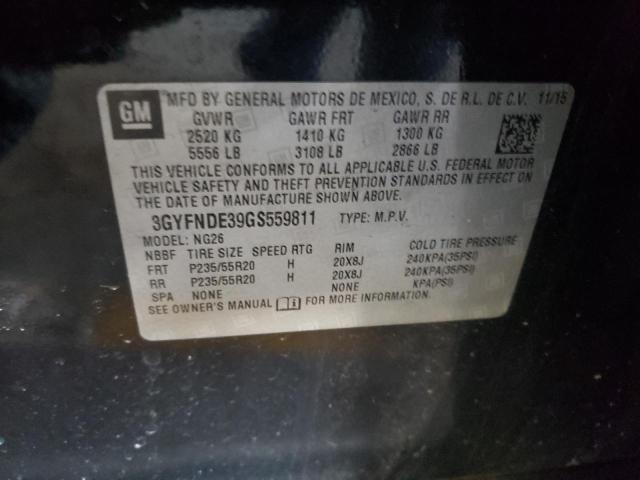 GM
MFD BY GENERAL MOTORS DE MEXICO, S. DE R.L. DE C.V. 11/15
GVWR GAWR FRT GAWR RR
2520 KG 1410 KG 1300 KG
5556 LB 3108 LB 2866 LB
THIS VEHICLE CONFORMS TO ALL APPLICABLE U.S. FEDERAL MOTOR
VEHICLE SAFETY AND THEFT PREVENTION STANDARDS IN EFFECT ON
THE DATE OF MANUFACTURE SHOWN ABOVE.
3GYFNDE39GS559811 TYPE: M.P.V.
MODEL: NG26
NBBF TIRE SIZE SPEED RTG RIM COLD TIRE PRESSURE
FRT P235/55R20 H 20X8J 240KPA(35PSI)
RR P235/55R20 H 20X8J 240KPA(35PSI)
SPA NONE NONE KPA(PSI)
SEE OWNER'S MANUAL FOR MORE INFORMATION.